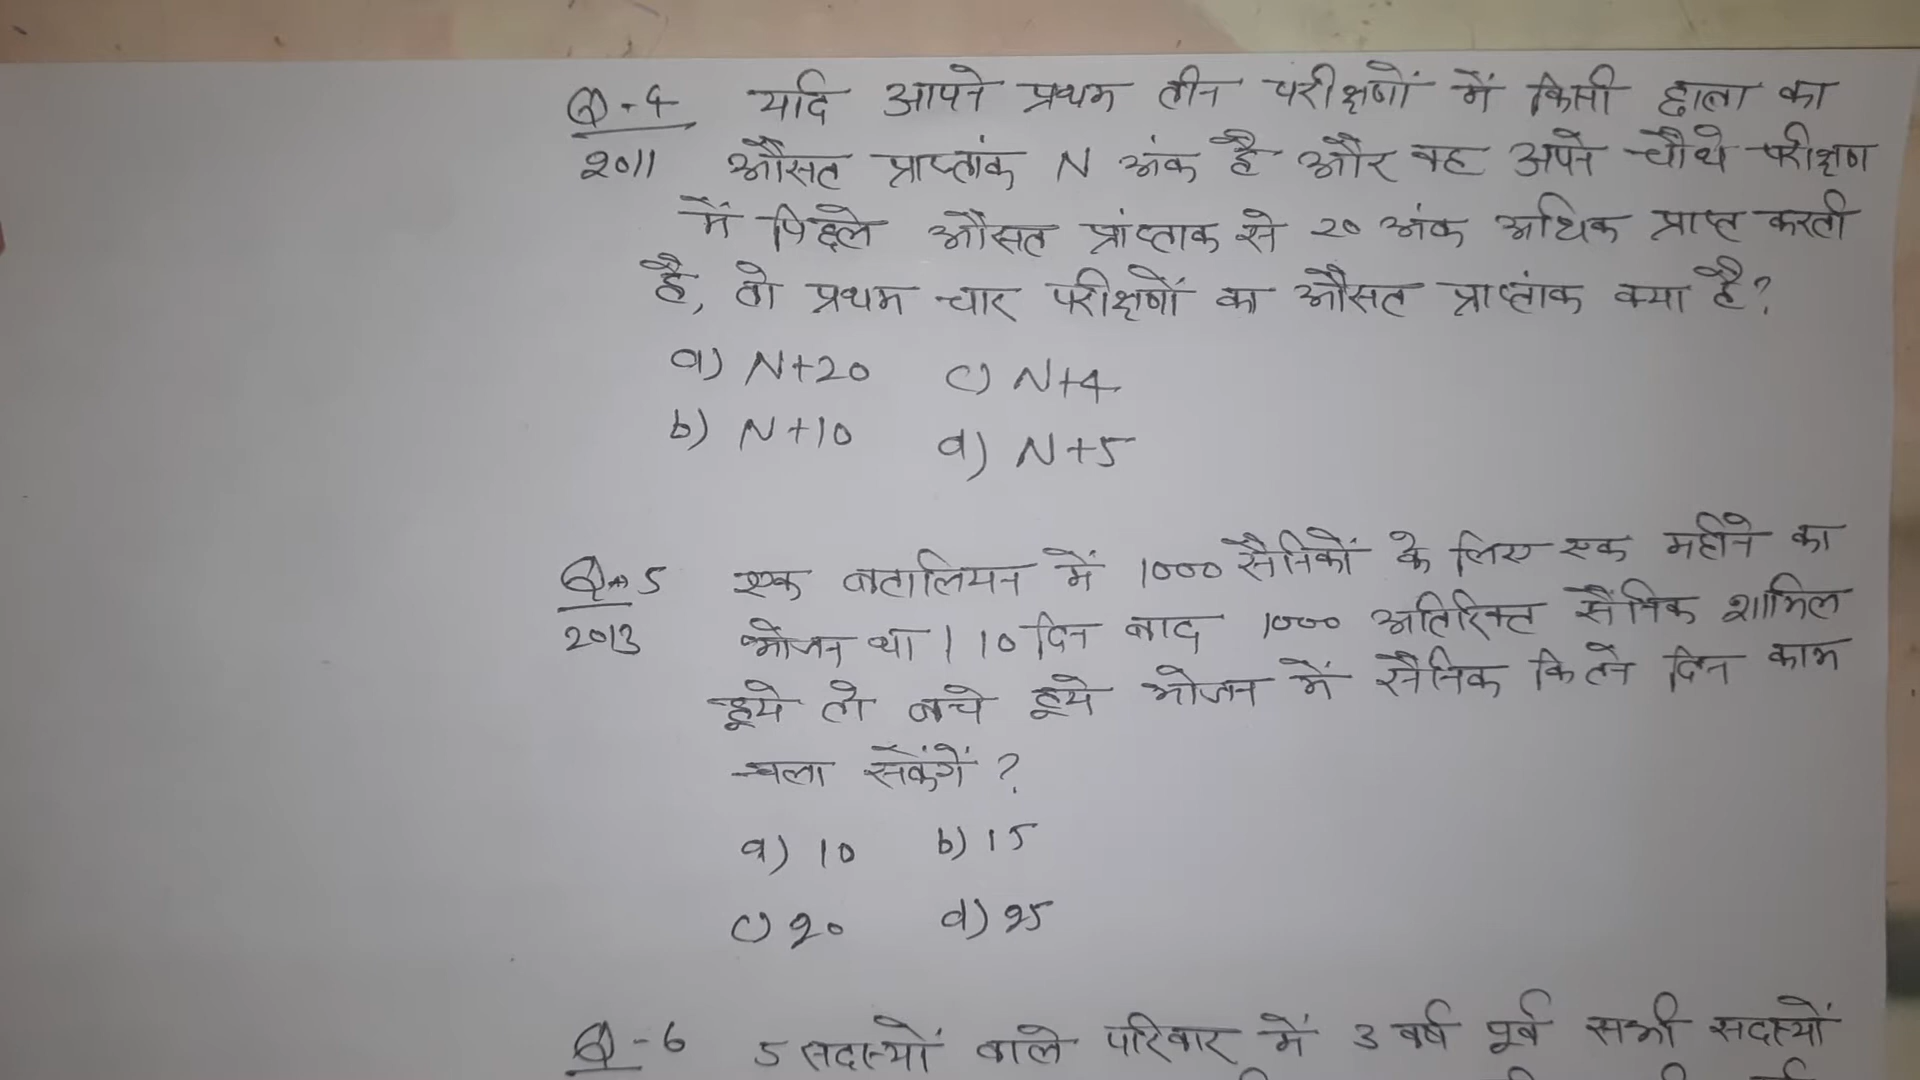 Q-4 यदि आपने प्रथम तीन परीक्षणों में किसी छात्रा का
2011 औसत प्राप्तांक N अंक है और वह अपने चौथे परीक्षण
में पिछले औसत प्रांप्ताक से 20 अंक अधिक प्राप्त करती
है, तो प्रथम चार परीक्षणों का औसत प्राप्तांक क्या है?
a) N+20 c) N+4
b) N+10 d) N+5
Q-5 एक बटालियन में 1000 सैनिकों के लिए एक महीने का
2013 भोजन था। 10 दिन बाद 1000 अतिरिक्त सैनिक शामिल
हूये तो बचे हूये भोजन में सैनिक कितने दिन काम
चला सकेंगें?
a) 10 b) 15
c) 20 d) 25
Q-6 5 सदस्यों वाले परिवार में 3 वर्ष पूर्व सभी सदस्यों